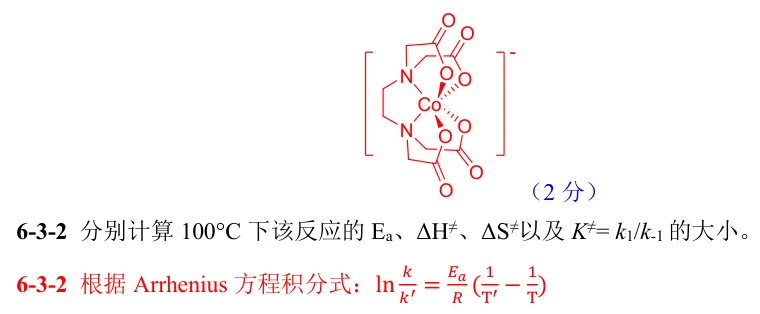 O
O
O
O
O
O
N
Co
N
O
O
-
（2 分）
6-3-2 分别计算 100°C 下该反应的 Ea、ΔH≠、ΔS≠以及 K≠= k1/k-1 的大小。
6-3-2 根据 Arrhenius 方程积分式：ln k/k′ = Ea/R (1/T′ − 1/T)